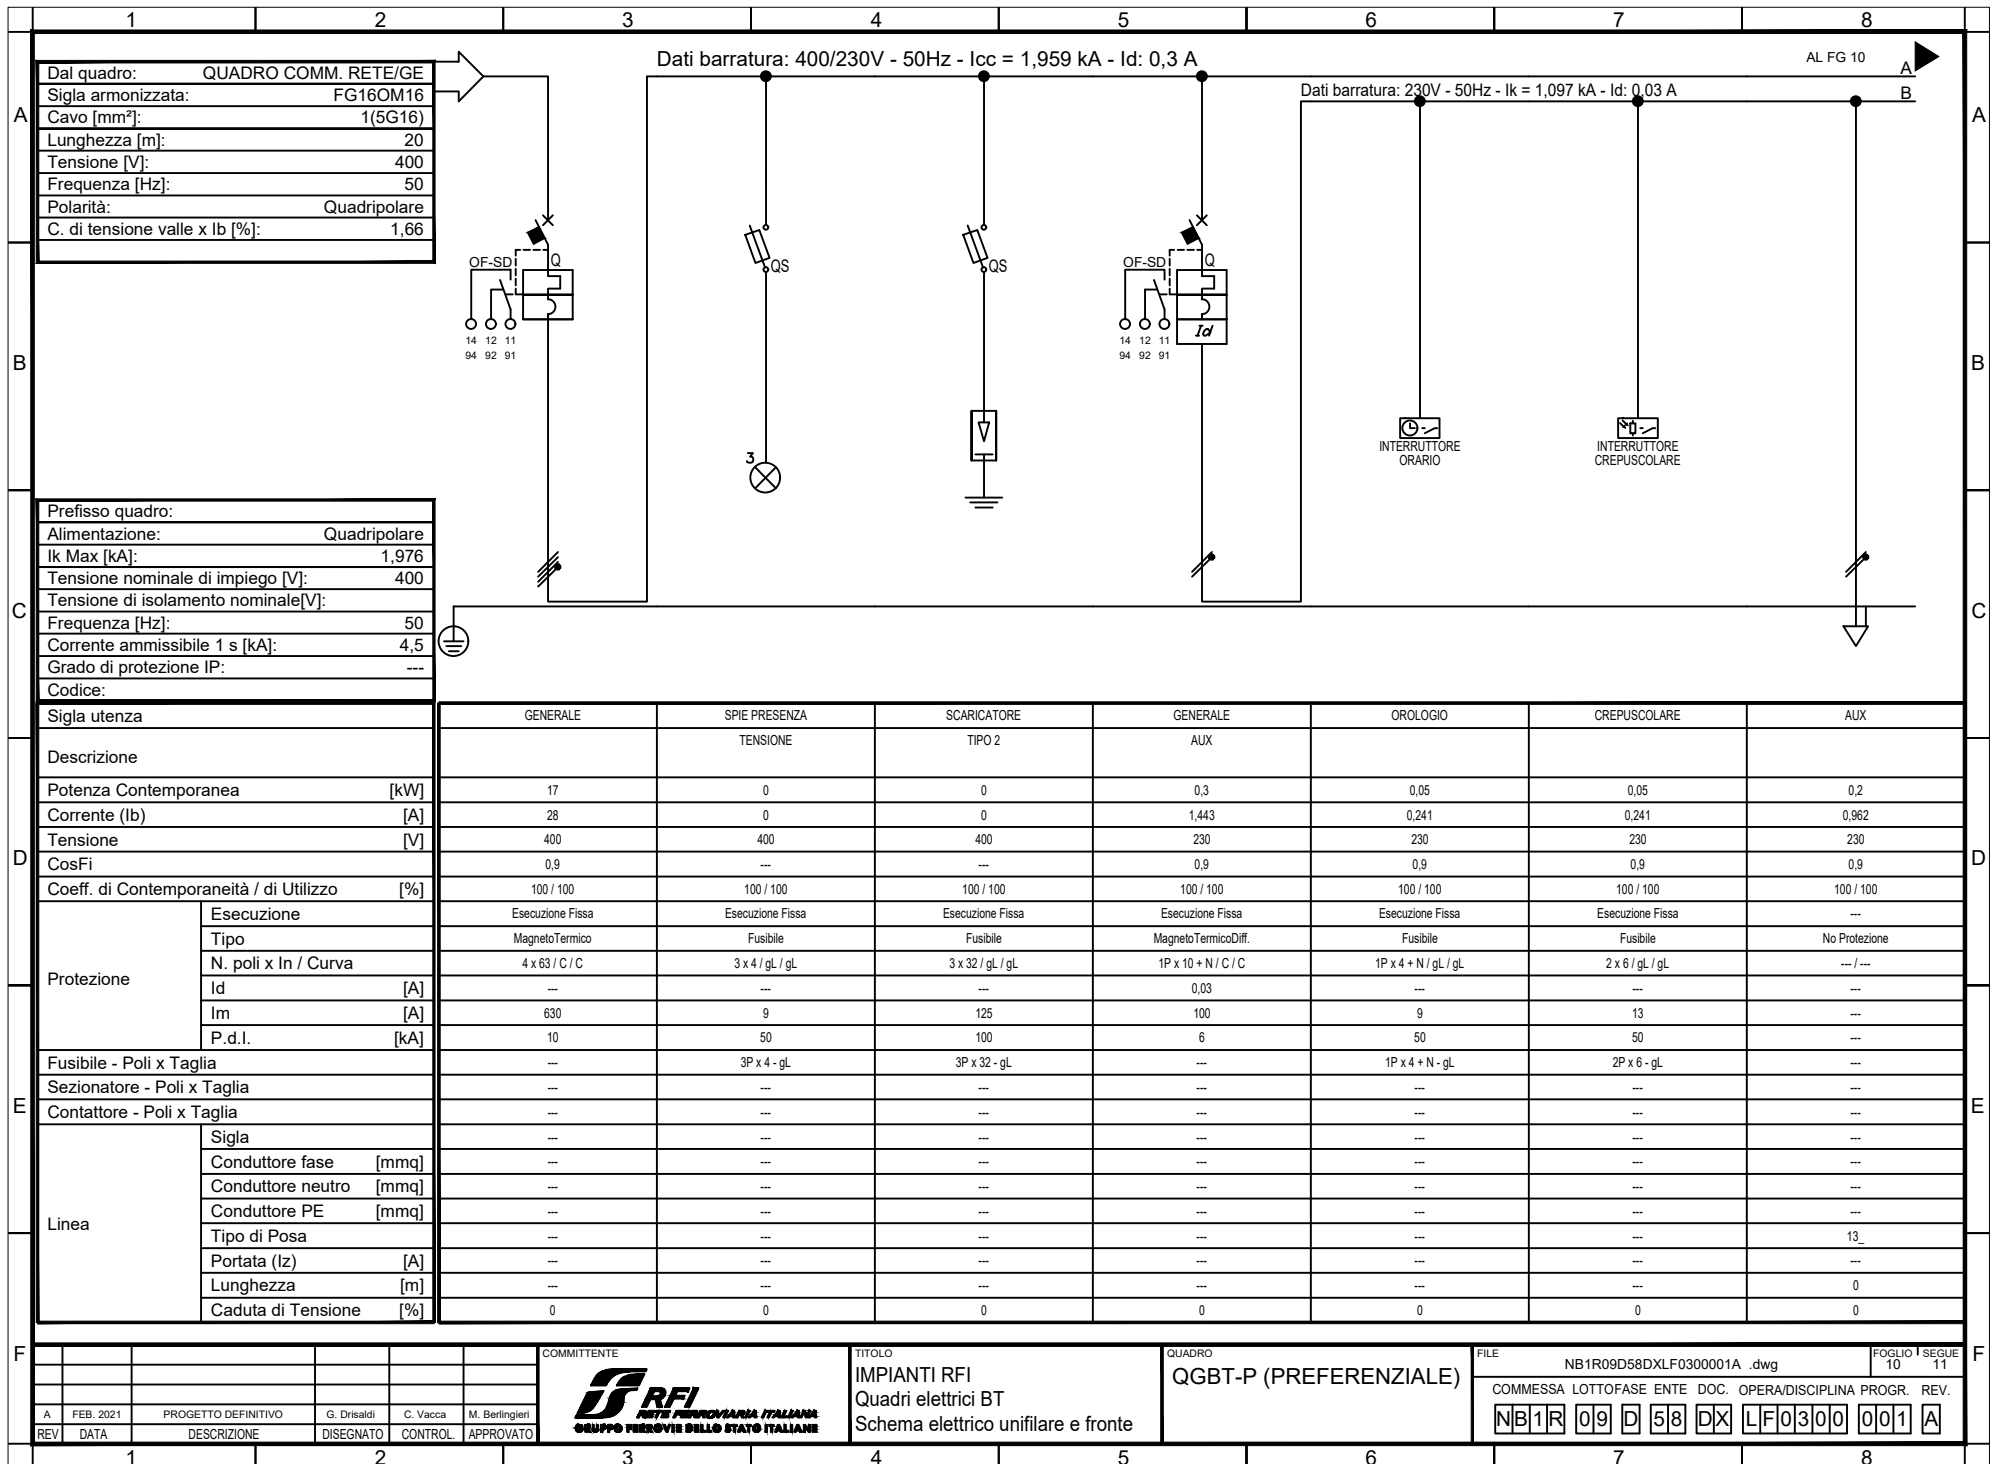 1 2 3 4 5 6 7 8
Dati barratura: 400/230V - 50Hz - Icc = 1,959 kA - Id: 0,3 A
AL FG 10
A
Dati barratura: 230V - 50Hz - Ik = 1,097 kA - Id: 0,03 A
B
Dal quadro: QUADRO COMM. RETE/GE
Sigla armonizzata: FG16OM16
Cavo [mm²]: 1(5G16)
Lunghezza [m]: 20
Tensione [V]: 400
Frequenza [Hz]: 50
Polarità: Quadripolare
C. di tensione valle x Ib [%]: 1,66
A A
OF-SD Q
14 12 11
94 92 91
QS
QS
OF-SD Q
Id
14 12 11
94 92 91
B B
3
INTERRUTTORE
ORARIO
INTERRUTTORE
CREPUSCOLARE
Prefisso quadro:
Alimentazione: Quadripolare
Ik Max [kA]: 1,976
Tensione nominale di impiego [V]: 400
Tensione di isolamento nominale[V]:
Frequenza [Hz]: 50
Corrente ammissibile 1 s [kA]: 4,5
Grado di protezione IP: ---
Codice:
C C
Sigla utenza GENERALE SPIE PRESENZA SCARICATORE GENERALE OROLOGIO CREPUSCOLARE AUX
Descrizione TENSIONE TIPO 2 AUX
Potenza Contemporanea [kW] 17 0 0 0,3 0,05 0,05 0,2
Corrente (Ib) [A] 28 0 0 1,443 0,241 0,241 0,962
Tensione [V] 400 400 400 230 230 230 230
CosFi 0,9 --- --- 0,9 0,9 0,9 0,9
D D
Coeff. di Contemporaneità / di Utilizzo [%] 100 / 100 100 / 100 100 / 100 100 / 100 100 / 100 100 / 100 100 / 100
Protezione
Esecuzione Esecuzione Fissa Esecuzione Fissa Esecuzione Fissa Esecuzione Fissa Esecuzione Fissa Esecuzione Fissa ---
Tipo MagnetoTermico Fusibile Fusibile MagnetoTermicoDiff. Fusibile Fusibile No Protezione
N. poli x In / Curva 4 x 63 / C / C 3 x 4 / gL / gL 3 x 32 / gL / gL 1P x 10 + N / C / C 1P x 4 + N / gL / gL 2 x 6 / gL / gL --- / ---
Id [A] --- --- --- 0,03 --- --- ---
Im [A] 630 9 125 100 9 13 ---
P.d.I. [kA] 10 50 100 6 50 50 ---
Fusibile - Poli x Taglia --- 3P x 4 - gL 3P x 32 - gL --- 1P x 4 + N - gL 2P x 6 - gL ---
Sezionatore - Poli x Taglia --- --- --- --- --- --- ---
Contattore - Poli x Taglia --- --- --- --- --- --- ---
E E
Linea
Sigla --- --- --- --- --- --- ---
Conduttore fase [mmq] --- --- --- --- --- --- ---
Conduttore neutro [mmq] --- --- --- --- --- --- ---
Conduttore PE [mmq] --- --- --- --- --- --- ---
Tipo di Posa --- --- --- --- --- --- 13_
Portata (Iz) [A] --- --- --- --- --- --- ---
Lunghezza [m] --- --- --- --- --- --- 0
Caduta di Tensione [%] 0 0 0 0 0 0 0
F F
A FEB. 2021 PROGETTO DEFINITIVO G. Drisaldi C. Vacca M. Berlingieri
REV DATA DESCRIZIONE DISEGNATO CONTROL. APPROVATO
COMMITTENTE
RFI
RETE FERROVIARIA ITALIANA
GRUPPO FERROVIE DELLO STATO ITALIANE
TITOLO
IMPIANTI RFI
Quadri elettrici BT
Schema elettrico unifilare e fronte
QUADRO
QGBT-P (PREFERENZIALE)
FILE
NB1R09D58DXLF0300001A .dwg
FOGLIO SEGUE
10 11
COMMESSA LOTTO FASE ENTE DOC. OPERA/DISCIPLINA PROGR. REV.
NB1R 09 D 58 DX LF0300 001 A
1 2 3 4 5 6 7 8